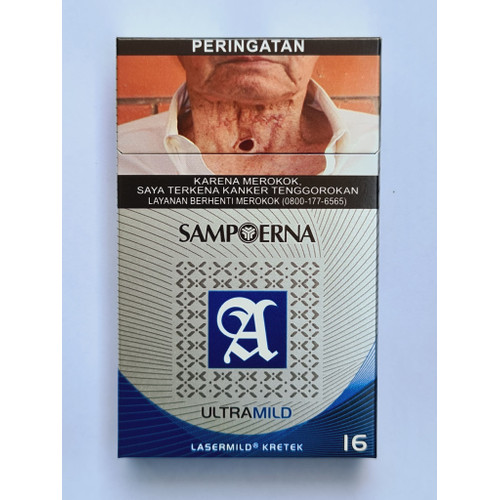 PERINGATAN
KARENA MEROKOK,
SAYA TERKENA KANKER TENGGOROKAN
LAYANAN BERHENTI MEROKOK (0800-177-6565)
SAMPOERNA
A
ULTRAMILD
LASERMILD® KRETEK
16